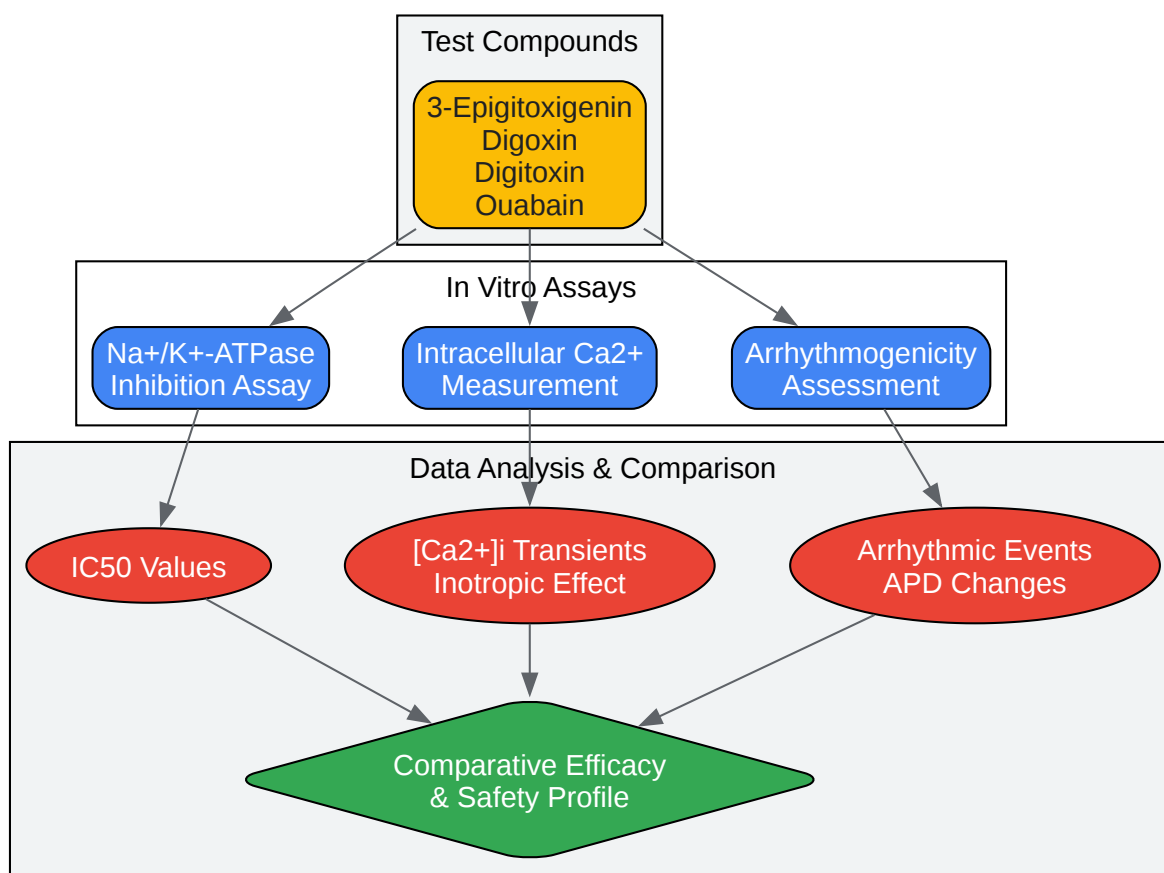 Test Compounds
3-Epigitoxigenin
Digoxin
Digitoxin
Ouabain
In Vitro Assays
Na+/K+-ATPase
Inhibition Assay
Intracellular Ca2+
Measurement
Arrhythmogenicity
Assessment
Data Analysis & Comparison
IC50 Values
[Ca2+]i Transients
Inotropic Effect
Arrhythmic Events
APD Changes
Comparative Efficacy
& Safety Profile